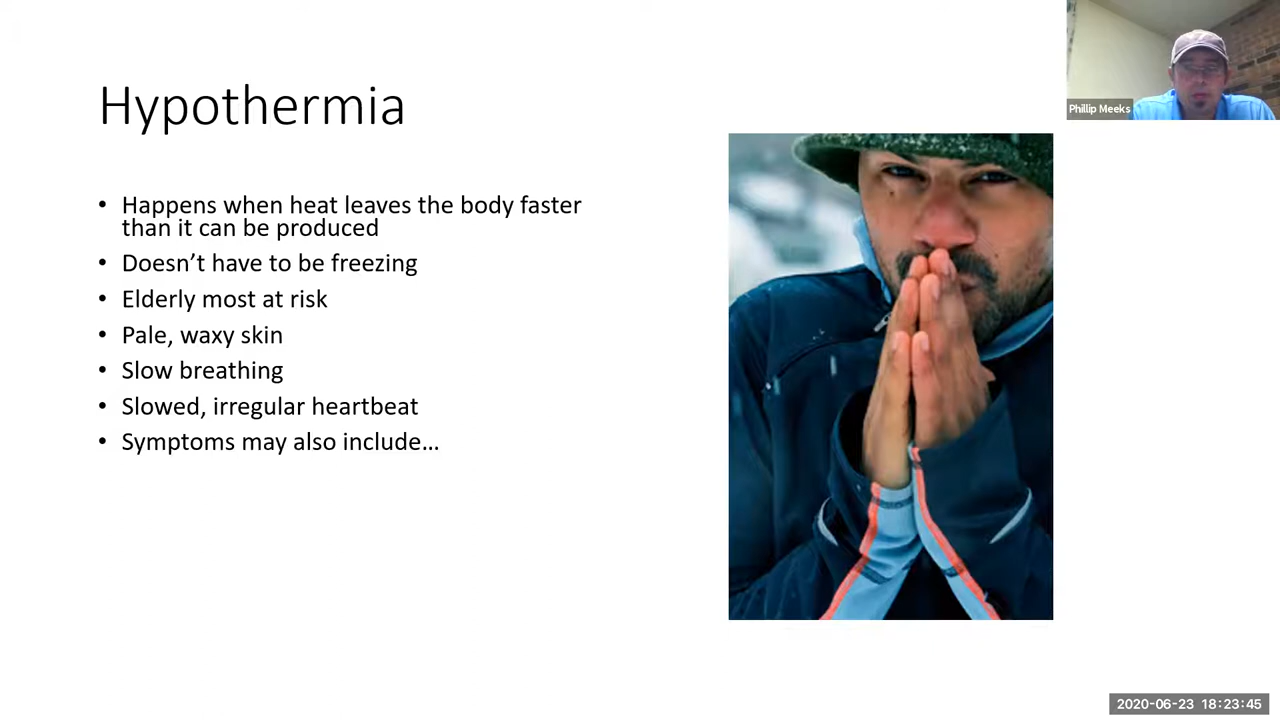 Hypothermia
• Happens when heat leaves the body faster
than it can be produced
• Doesn’t have to be freezing
• Elderly most at risk
• Pale, waxy skin
• Slow breathing
• Slowed, irregular heartbeat
• Symptoms may also include…
Phillip Meeks
2020-06-23 18:23:45